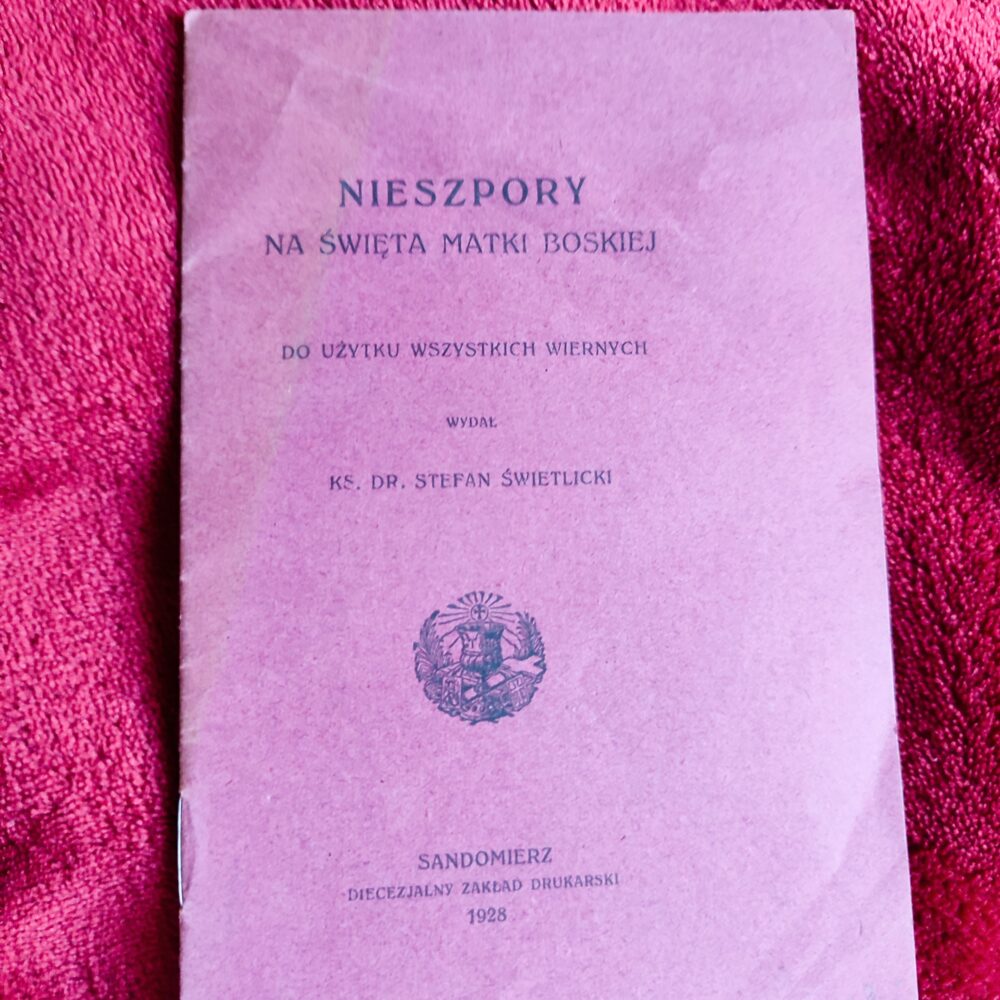 NIESZPORY
NA ŚWIĘTA MATKI BOSKIEJ
DO UŻYTKU WSZYSTKICH WIERNYCH
WYDAŁ
KS. DR. STEFAN ŚWIETLICKI
SANDOMIERZ
DIECEZJALNY ZAKŁAD DRUKARSKI
1928